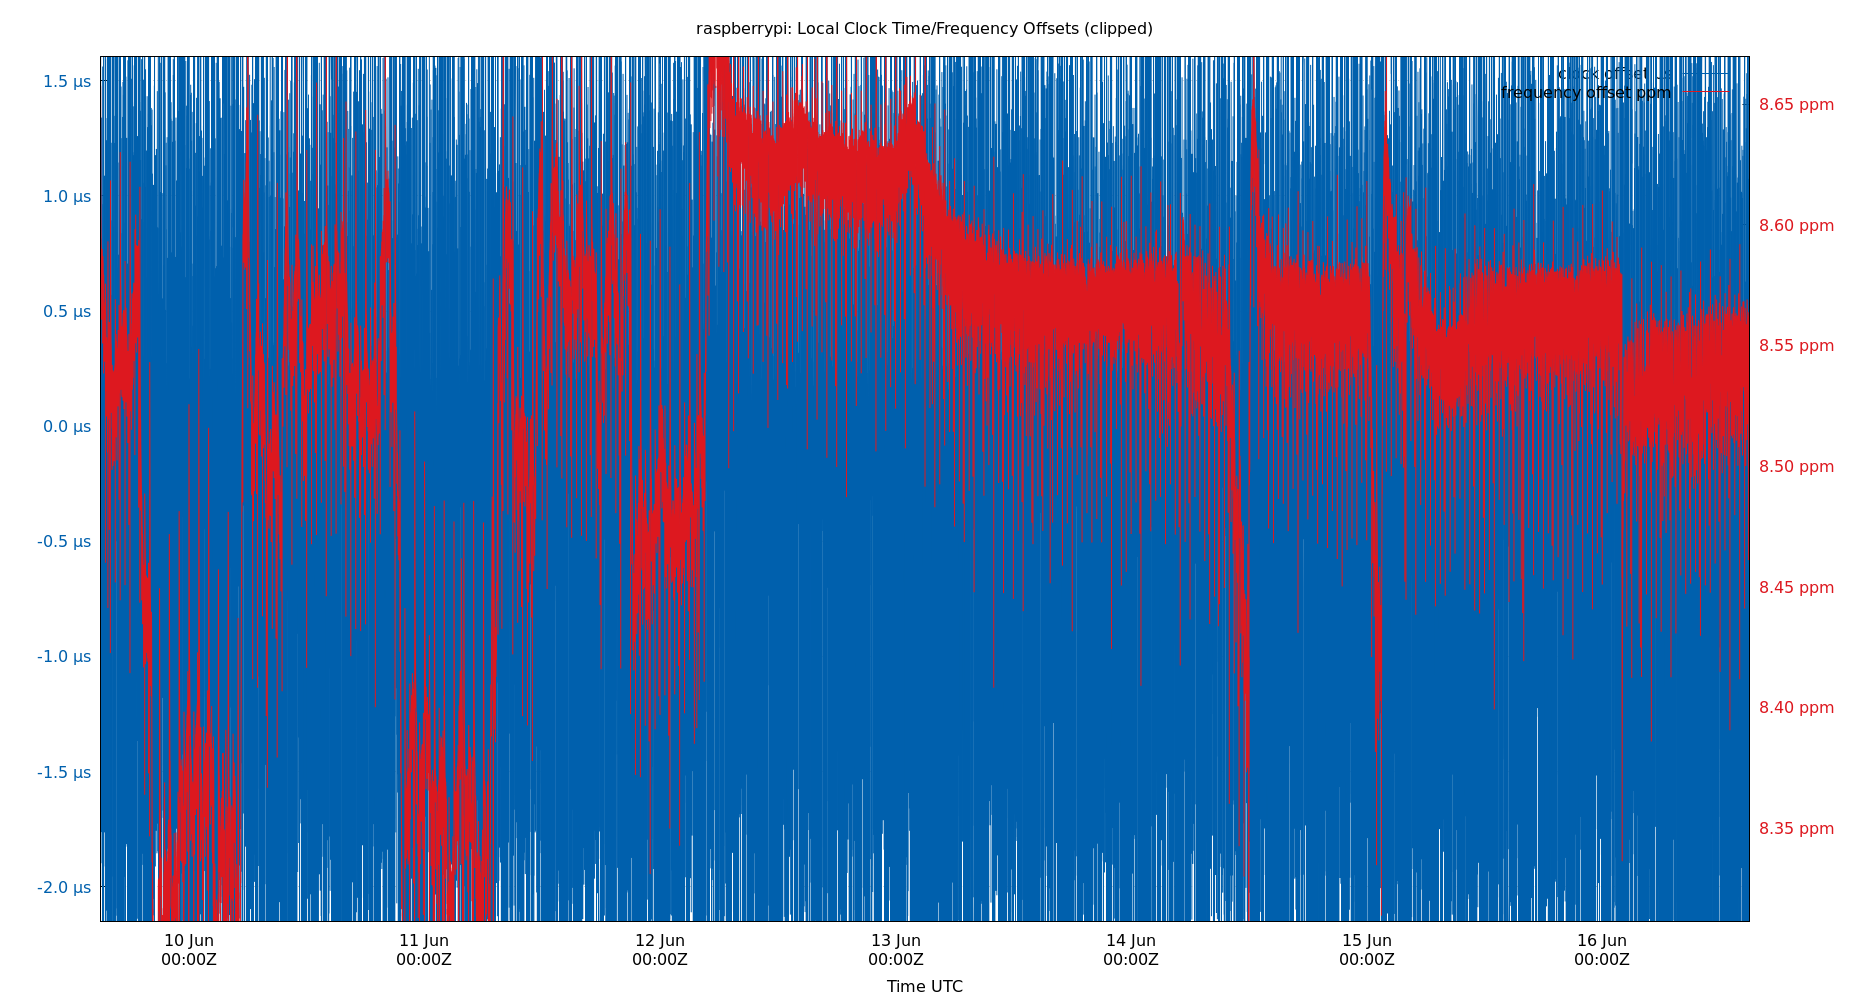 raspberrypi: Local Clock Time/Frequency Offsets (clipped)
clock offset µs
frequency offset ppm
1.5 µs
1.0 µs
0.5 µs
0.0 µs
-0.5 µs
-1.0 µs
-1.5 µs
-2.0 µs
8.65 ppm
8.60 ppm
8.55 ppm
8.50 ppm
8.45 ppm
8.40 ppm
8.35 ppm
10 Jun 11 Jun 12 Jun 13 Jun 14 Jun 15 Jun 16 Jun
00:00Z 00:00Z 00:00Z 00:00Z 00:00Z 00:00Z 00:00Z
Time UTC